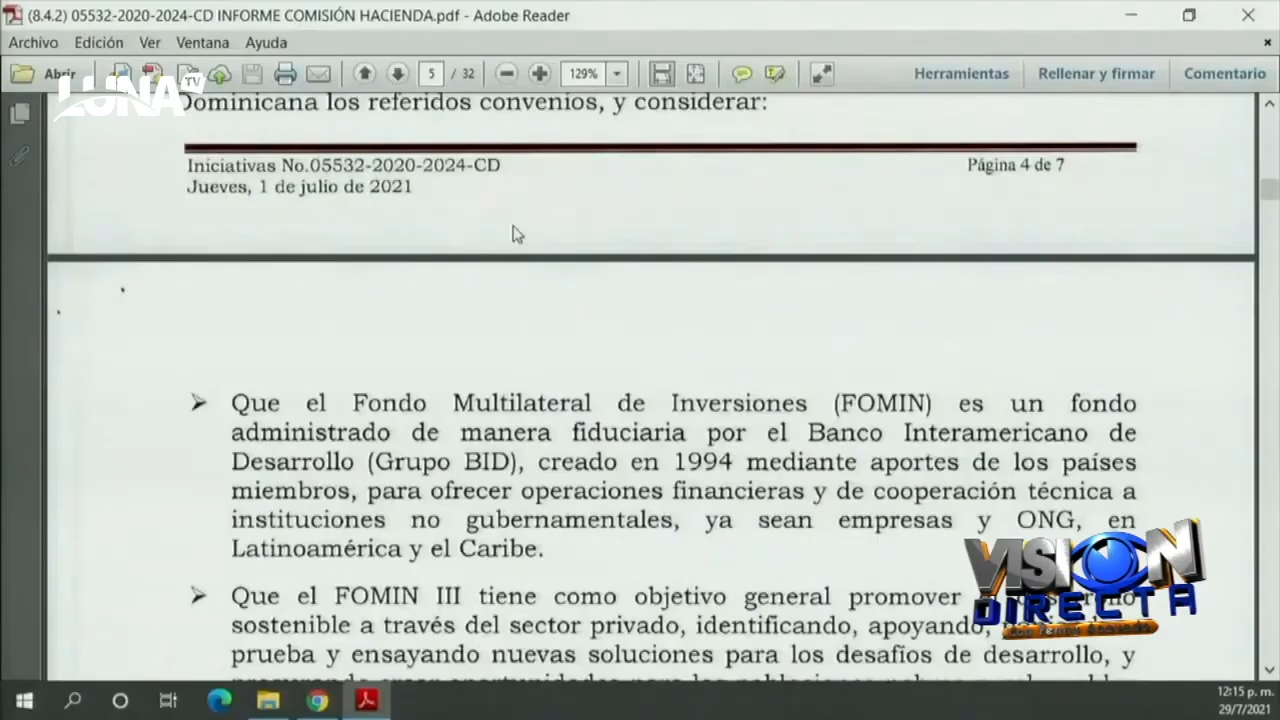 (8.4.2) 05532-2020-2024-CD INFORME COMISIÓN HACIENDA.pdf - Adobe Reader
Archivo Edición Ver Ventana Ayuda
Abrir
5 / 32
129%
Herramientas
Rellenar y firmar
Comentario
LUNA TV
Dominicana los referidos convenios, y considerar:
Iniciativas No.05532-2020-2024-CD
Página 4 de 7
Jueves, 1 de julio de 2021
➢ Que el Fondo Multilateral de Inversiones (FOMIN) es un fondo
administrado de manera fiduciaria por el Banco Interamericano de
Desarrollo (Grupo BID), creado en 1994 mediante aportes de los países
miembros, para ofrecer operaciones financieras y de cooperación técnica a
instituciones no gubernamentales, ya sean empresas y ONG, en
Latinoamérica y el Caribe.
➢ Que el FOMIN III tiene como objetivo general promover
sostenible a través del sector privado, identificando, apoyando,
prueba y ensayando nuevas soluciones para los desafíos de desarrollo, y
VISION
DIRECTA
12:15 p. m.
29/7/2021